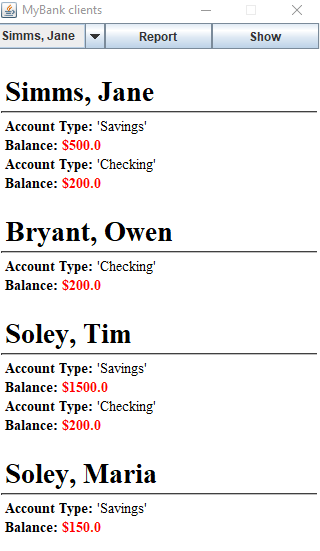 MyBank clients
Simms, Jane Report Show
Simms, Jane
Account Type: 'Savings'
Balance: $500.0
Account Type: 'Checking'
Balance: $200.0
Bryant, Owen
Account Type: 'Checking'
Balance: $200.0
Soley, Tim
Account Type: 'Savings'
Balance: $1500.0
Account Type: 'Checking'
Balance: $200.0
Soley, Maria
Account Type: 'Savings'
Balance: $150.0